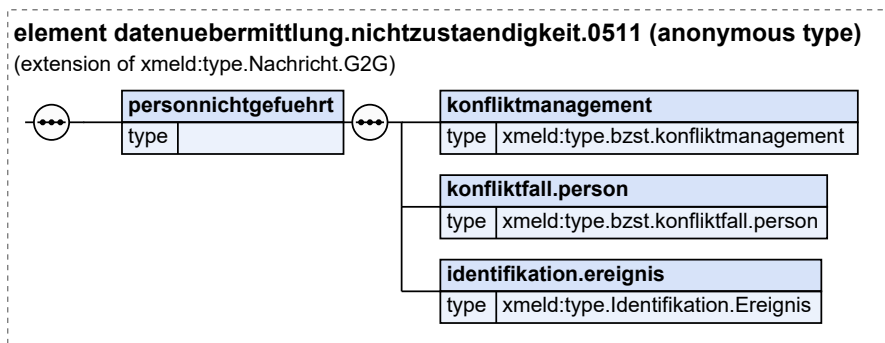 element datenuebermittlung.nichtzustaendigkeit.0511 (anonymous type)
(extension of xmeld:type.Nachricht.G2G)
personnichtgefuehrt
type
konfliktmanagement
type xmeld:type.bzst.konfliktmanagement
konfliktfall.person
type xmeld:type.bzst.konfliktfall.person
identifikation.ereignis
type xmeld:type.Identifikation.Ereignis